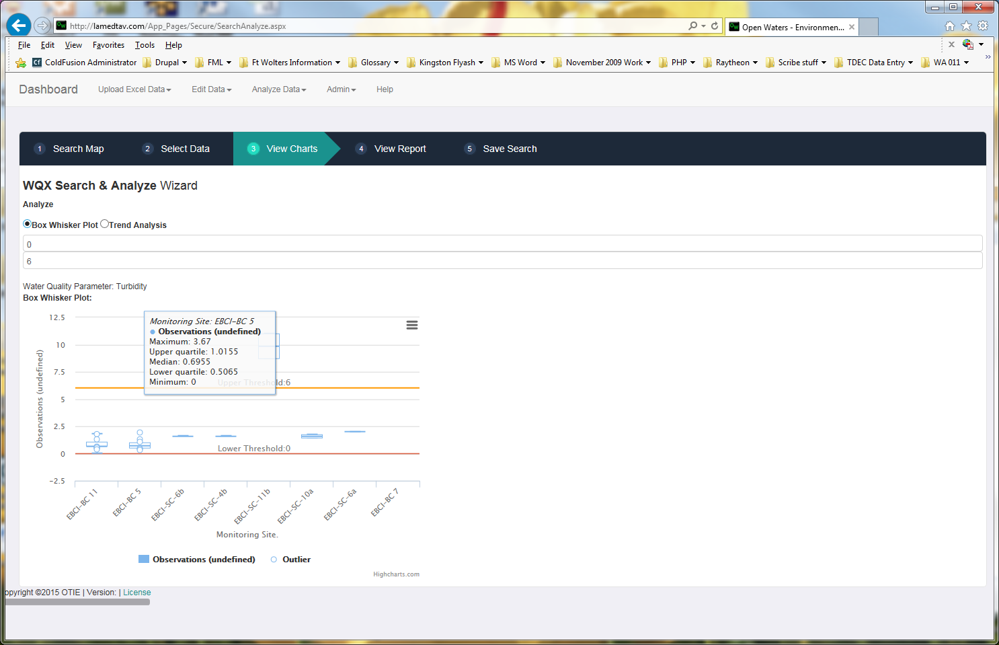 http://lamedtav.com/App_Pages/Secure/SearchAnalyze.aspx
Open Waters - Environmen...
File Edit View Favorites Tools Help
ColdFusion Administrator Drupal FML Ft Wolters Information Glossary Kingston Flyash MS Word November 2009 Work PHP Raytheon Scribe stuff TDEC Data Entry WA 011
Dashboard Upload Excel Data Edit Data Analyze Data Admin Help
1 Search Map 2 Select Data 3 View Charts 4 View Report 5 Save Search
WQX Search & Analyze Wizard
Analyze
Box Whisker Plot Trend Analysis
0
6
Water Quality Parameter: Turbidity
Box Whisker Plot:
Monitoring Site: EBCI-BC 5
Observations (undefined)
Maximum: 3.67
Upper quartile: 1.0155
Median: 0.6955
Lower quartile: 0.5065
Minimum: 0
Upper Threshold:6
Lower Threshold:0
Observations (undefined)
12.5
10
7.5
5
2.5
0
-2.5
EBCI-BC 11
EBCI-BC 5
EBCI-SC-6b
EBCI-SC-4b
EBCI-SC-11b
EBCI-SC-10a
EBCI-SC-6a
EBCI-BC 7
Monitoring Site.
Observations (undefined) Outlier
Highcharts.com
opyright ©2015 OTIE | Version: | License